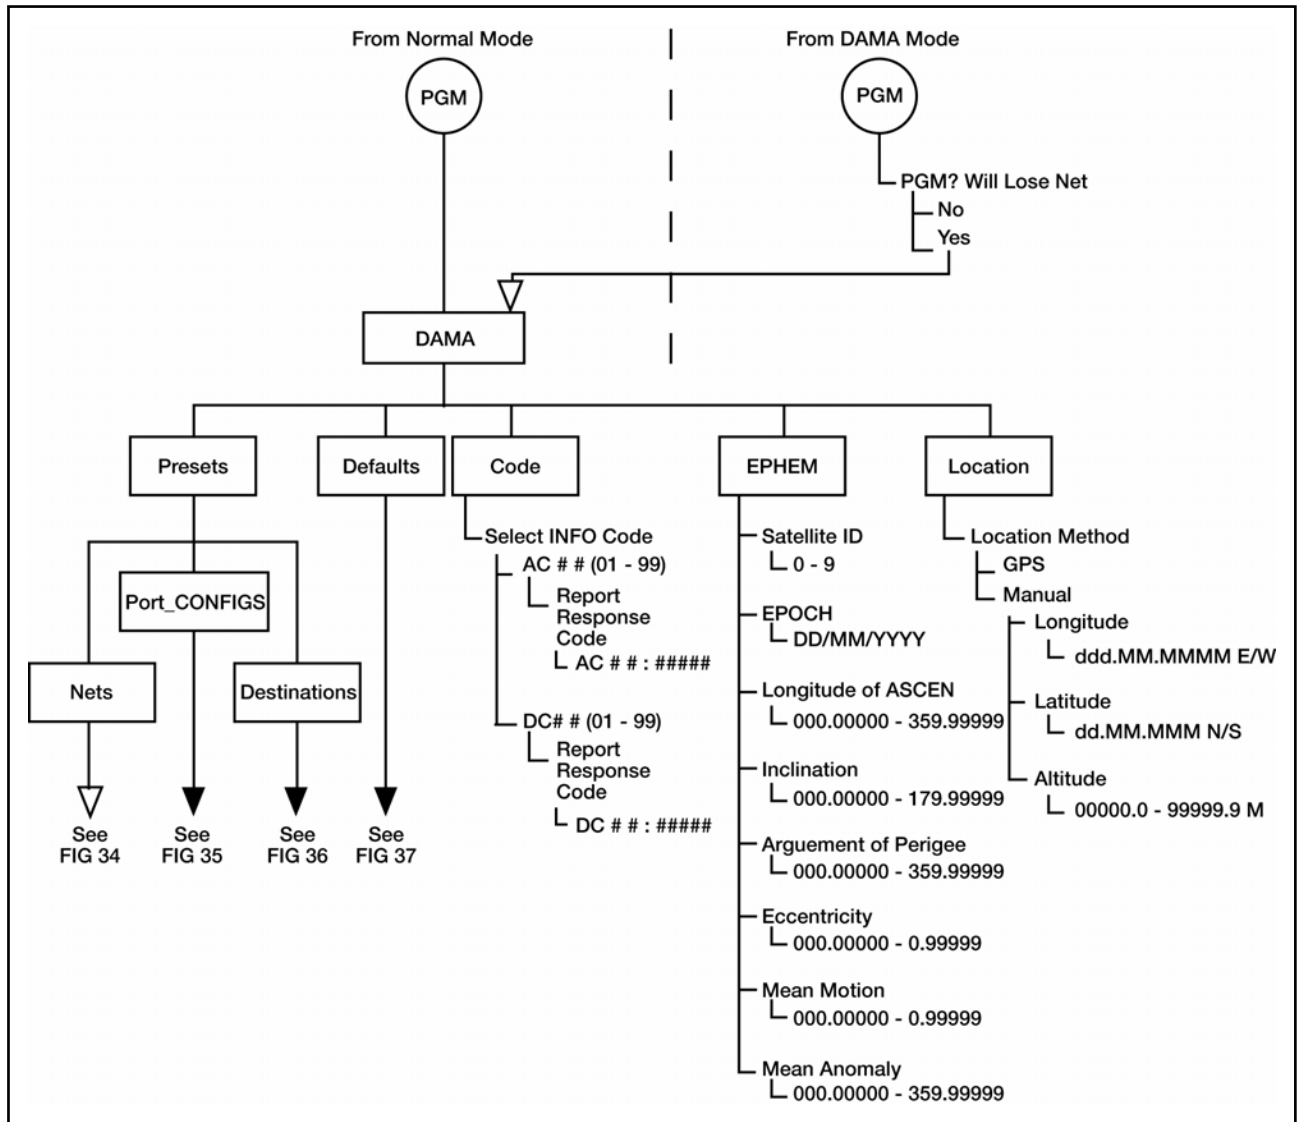 From Normal Mode
From DAMA Mode
PGM
PGM
PGM? Will Lose Net
No
Yes
DAMA
Presets
Defaults
Code
EPHEM
Location
Port_CONFIGS
Nets
Destinations
See
FIG 34
See
FIG 35
See
FIG 36
See
FIG 37
Select INFO Code
AC # # (01 - 99)
Report
Response
Code
AC # # : #####
DC# # (01 - 99)
Report
Response
Code
DC # # : #####
Satellite ID
0 - 9
EPOCH
DD/MM/YYYY
Longitude of ASCEN
000.00000 - 359.99999
Inclination
000.00000 - 179.99999
Arguement of Perigee
000.00000 - 359.99999
Eccentricity
000.00000 - 0.99999
Mean Motion
000.00000 - 0.99999
Mean Anomaly
000.00000 - 359.99999
Location Method
GPS
Manual
Longitude
ddd.MM.MMMM E/W
Latitude
dd.MM.MMM N/S
Altitude
00000.0 - 99999.9 M